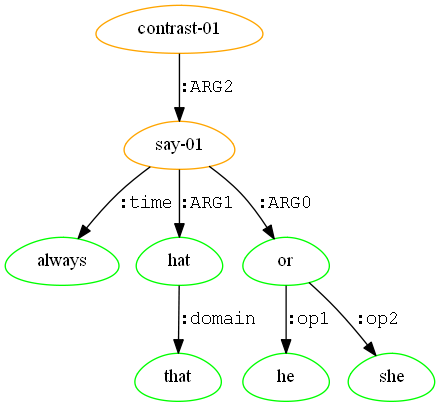 contrast-01
:ARG2
say-01
:time :ARG1 :ARG0
always hat or
:domain :op1 :op2
that he she